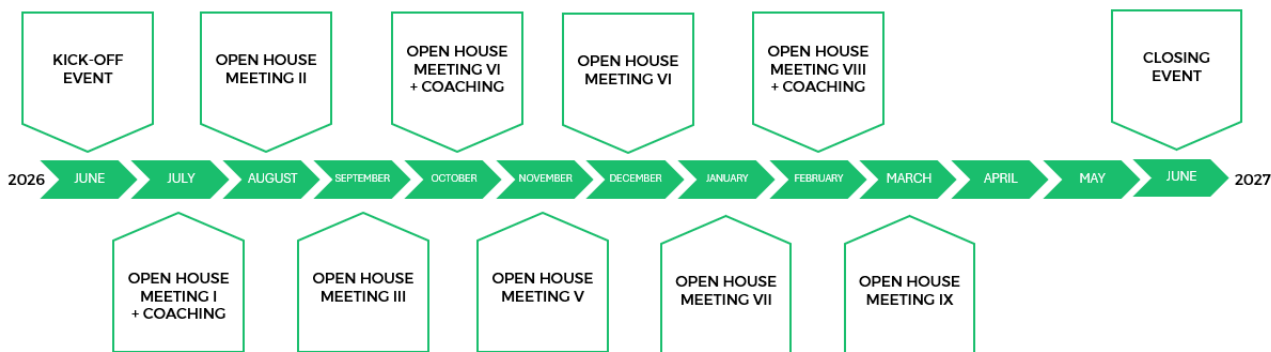 KICK-OFF
EVENT
OPEN HOUSE
MEETING II
OPEN HOUSE
MEETING VI
+ COACHING
OPEN HOUSE
MEETING VI
OPEN HOUSE
MEETING VIII
+ COACHING
CLOSING
EVENT
2026 JUNE JULY AUGUST SEPTEMBER OCTOBER NOVEMBER DECEMBER JANUARY FEBRUARY MARCH APRIL MAY JUNE 2027
OPEN HOUSE
MEETING I
+ COACHING
OPEN HOUSE
MEETING III
OPEN HOUSE
MEETING V
OPEN HOUSE
MEETING VII
OPEN HOUSE
MEETING IX